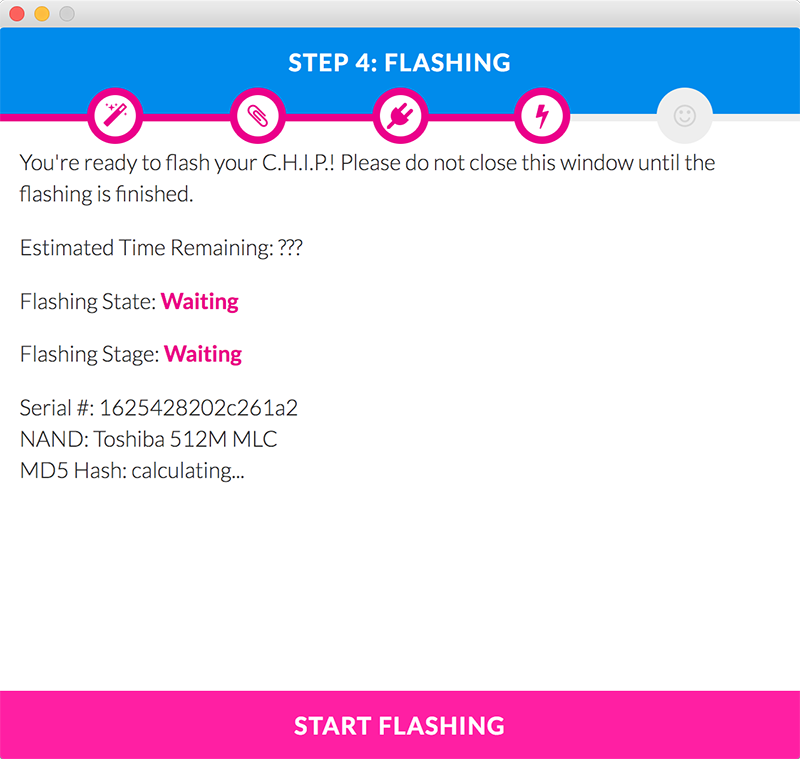 STEP 4: FLASHING
You're ready to flash your C.H.I.P.! Please do not close this window until the
flashing is finished.
Estimated Time Remaining: ???
Flashing State: Waiting
Flashing Stage: Waiting
Serial #: 1625428202c261a2
NAND: Toshiba 512M MLC
MD5 Hash: calculating...
START FLASHING